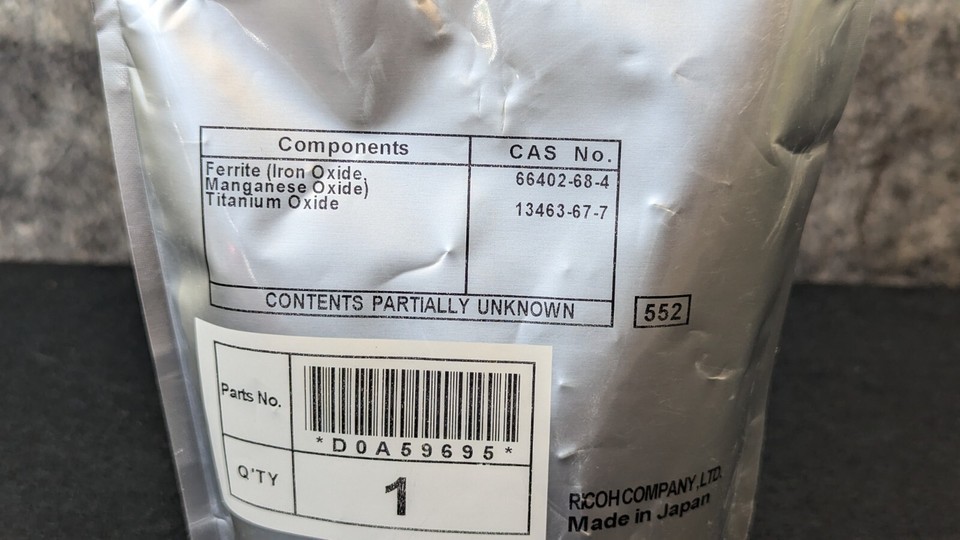 Components CAS No.
Ferrite (Iron Oxide, 66402-68-4
Manganese Oxide)
Titanium Oxide 13463-67-7
CONTENTS PARTIALLY UNKNOWN
552
Parts No.
*D0A59695*
Q'TY 1
RICOH COMPANY,LTD.
Made in Japan